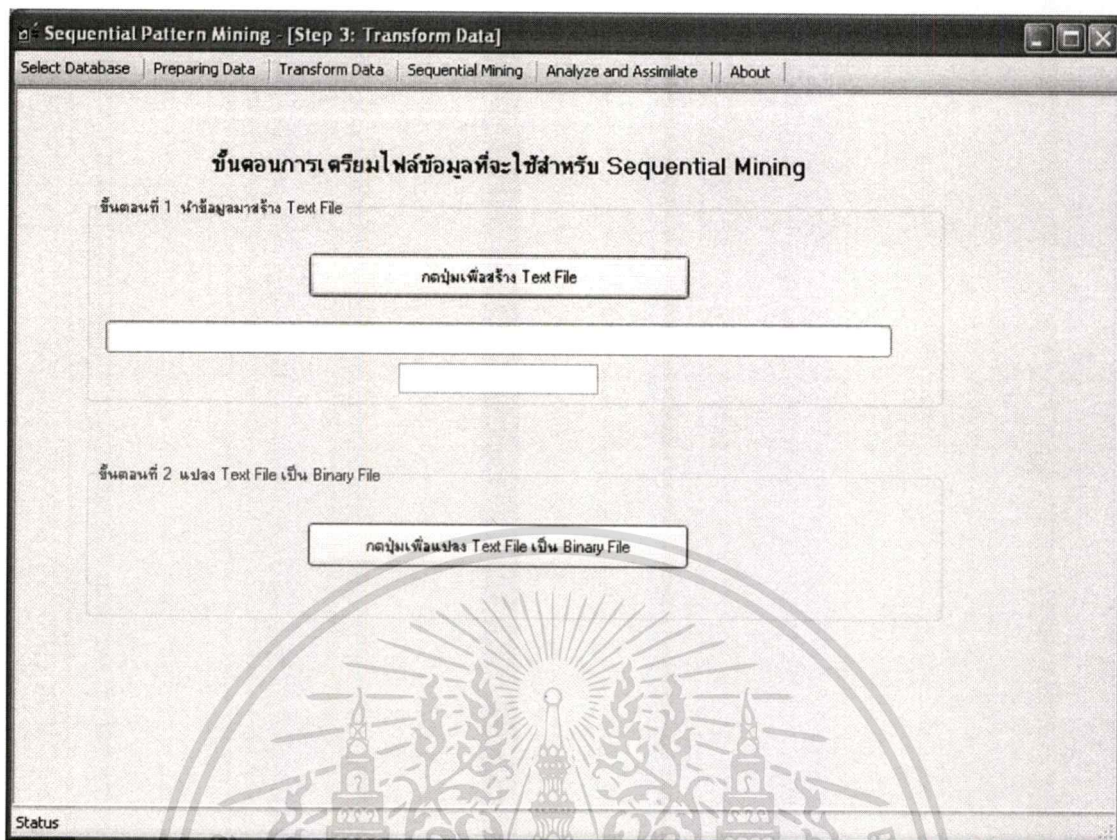 Sequential Pattern Mining - [Step 3: Transform Data]
Select Database Preparing Data Transform Data Sequential Mining Analyze and Assimilate About
ขั้นตอนการเตรียมไฟล์ข้อมูลที่จะใช้สำหรับ Sequential Mining
ขั้นตอนที่ 1 นำข้อมูลมาสร้าง Text File
กดปุ่มเพื่อสร้าง Text File
ขั้นตอนที่ 2 แปลง Text File เป็น Binary File
กดปุ่มเพื่อแปลง Text File เป็น Binary File
Status